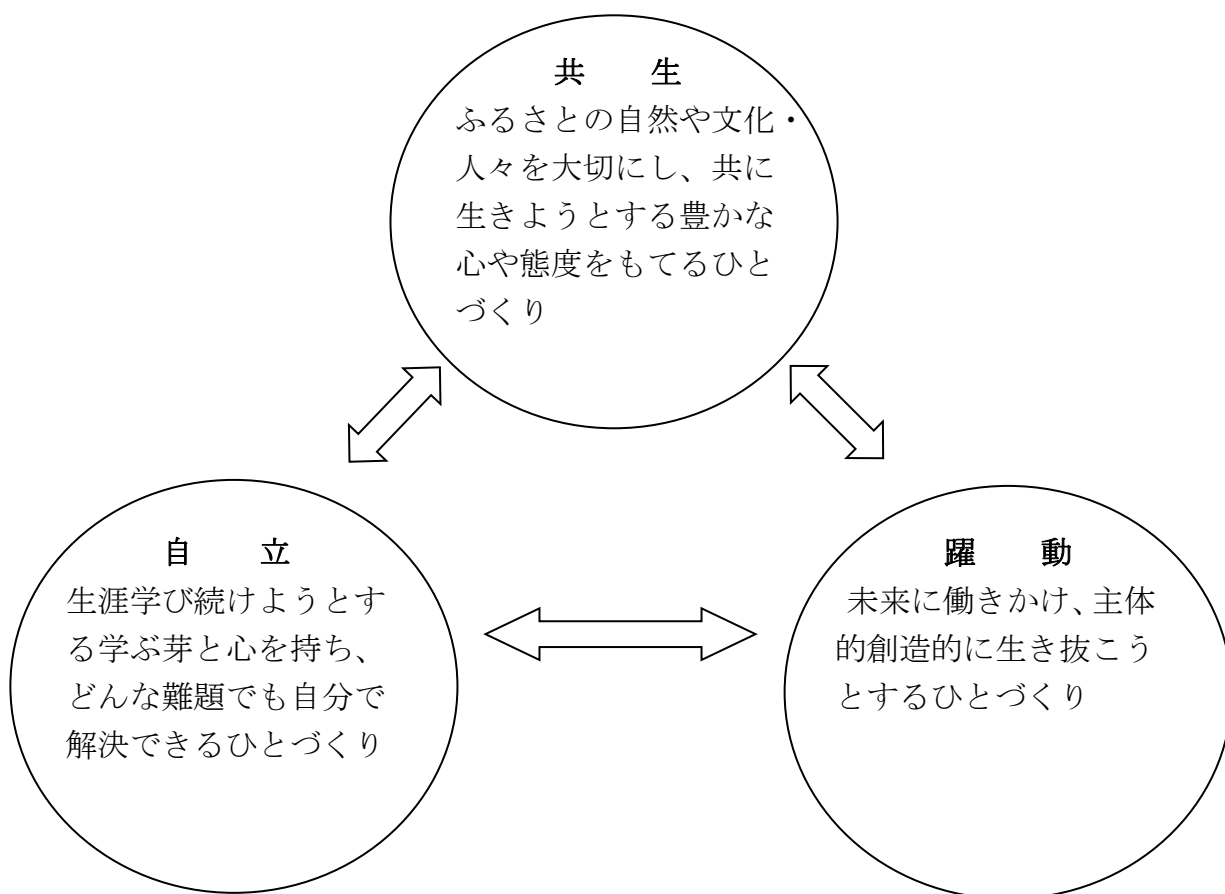 共　　生
ふるさとの自然や文化・
人々を大切にし、共に
生きようとする豊かな
心や態度をもてるひと
づくり
自　　立
生涯学び続けようとす
る学ぶ芽と心を持ち、
どんな難題でも自分で
解決できるひとづくり
躍　　動
未来に働きかけ、主体
的創造的に生き抜こう
とするひとづくり